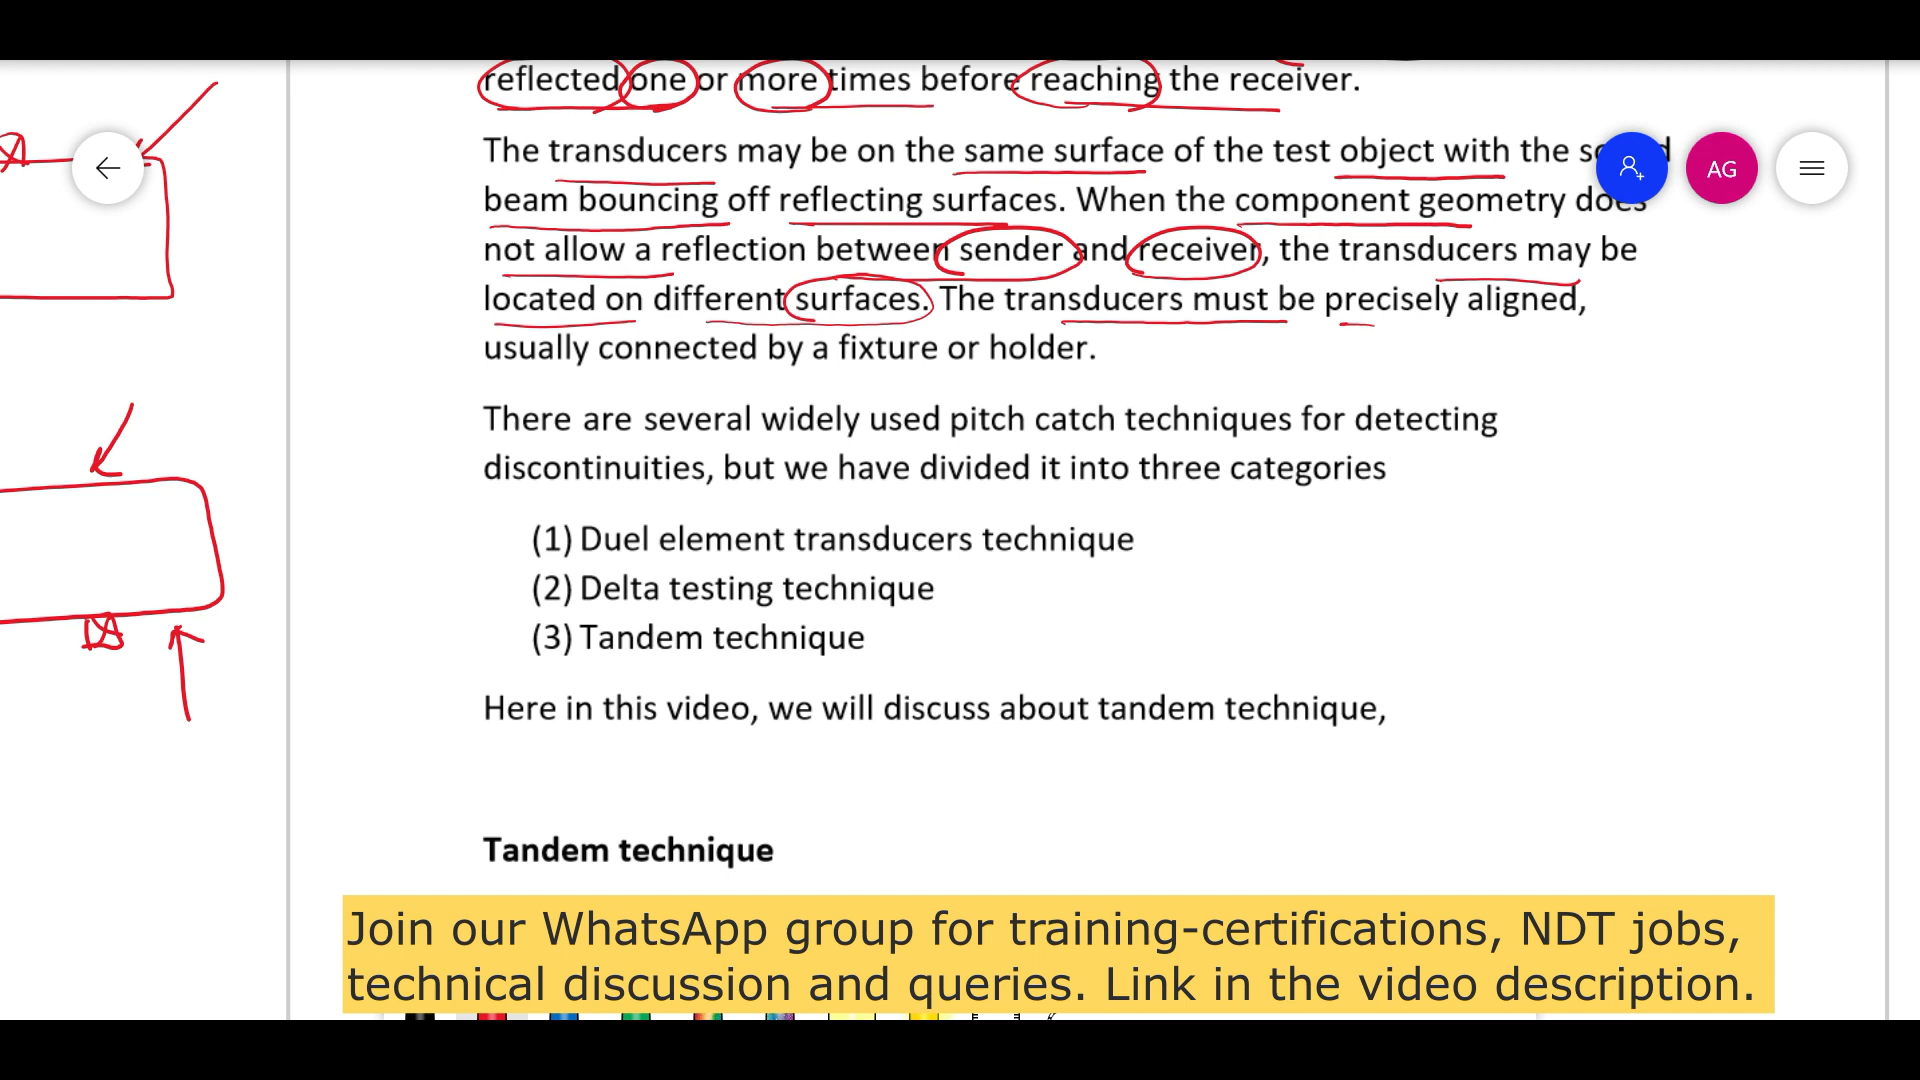 reflected one or more times before reaching the receiver.
The transducers may be on the same surface of the test object with the
beam bouncing off reflecting surfaces. When the component geometry does
not allow a reflection between sender and receiver, the transducers may be
located on different surfaces. The transducers must be precisely aligned,
usually connected by a fixture or holder.
There are several widely used pitch catch techniques for detecting
discontinuities, but we have divided it into three categories
(1) Duel element transducers technique
(2) Delta testing technique
(3) Tandem technique
Here in this video, we will discuss about tandem technique,
Tandem technique
Join our WhatsApp group for training-certifications, NDT jobs,
technical discussion and queries. Link in the video description.
AG